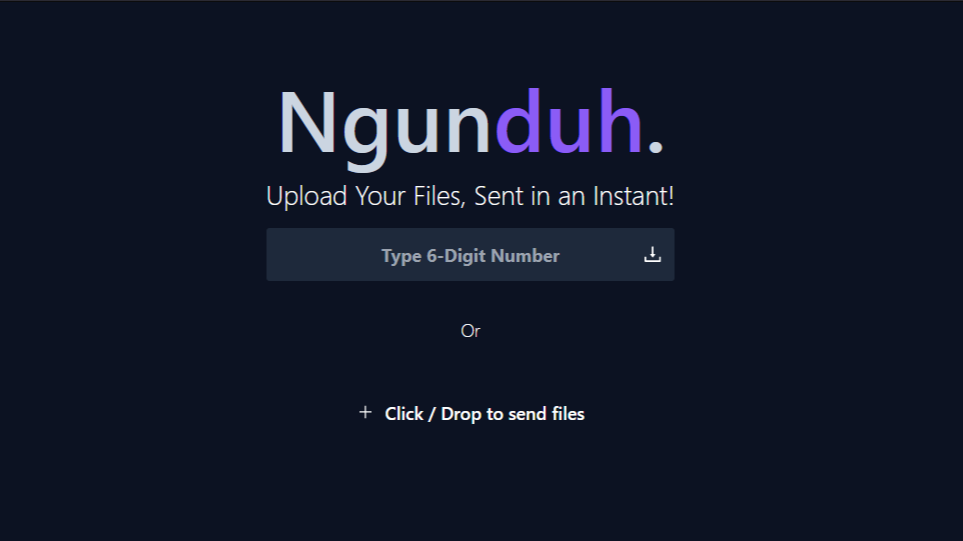 Ngunduh.
Upload Your Files, Sent in an Instant!
Type 6-Digit Number
Or
+ Click / Drop to send files